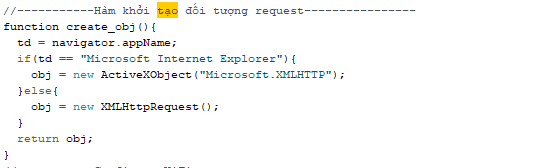 //-----------Hàm khởi tạo đối tượng request----------------
function create_obj(){
td = navigator.appName;
if(td == "Microsoft Internet Explorer"){
obj = new ActiveXObject("Microsoft.XMLHTTP");
}else{
obj = new XMLHttpRequest();
}
return obj;
}